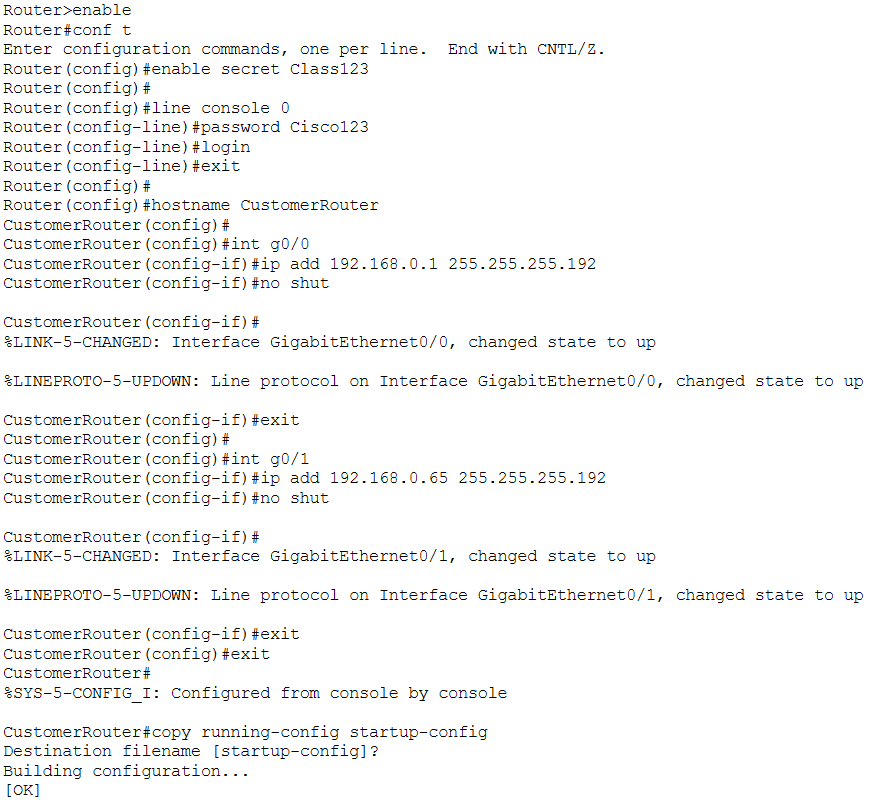 Router>enable
Router#conf t
Enter configuration commands, one per line.  End with CNTL/Z.
Router(config)#enable secret Class123
Router(config)#
Router(config)#line console 0
Router(config-line)#password Cisco123
Router(config-line)#login
Router(config-line)#exit
Router(config)#
Router(config)#hostname CustomerRouter
CustomerRouter(config)#
CustomerRouter(config)#int g0/0
CustomerRouter(config-if)#ip add 192.168.0.1 255.255.255.192
CustomerRouter(config-if)#no shut
CustomerRouter(config-if)#
%LINK-5-CHANGED: Interface GigabitEthernet0/0, changed state to up
%LINEPROTO-5-UPDOWN: Line protocol on Interface GigabitEthernet0/0, changed state to up
CustomerRouter(config-if)#exit
CustomerRouter(config)#
CustomerRouter(config)#int g0/1
CustomerRouter(config-if)#ip add 192.168.0.65 255.255.255.192
CustomerRouter(config-if)#no shut
CustomerRouter(config-if)#
%LINK-5-CHANGED: Interface GigabitEthernet0/1, changed state to up
%LINEPROTO-5-UPDOWN: Line protocol on Interface GigabitEthernet0/1, changed state to up
CustomerRouter(config-if)#exit
CustomerRouter(config)#exit
CustomerRouter#
%SYS-5-CONFIG_I: Configured from console by console
CustomerRouter#copy running-config startup-config
Destination filename [startup-config]?
Building configuration...
[OK]